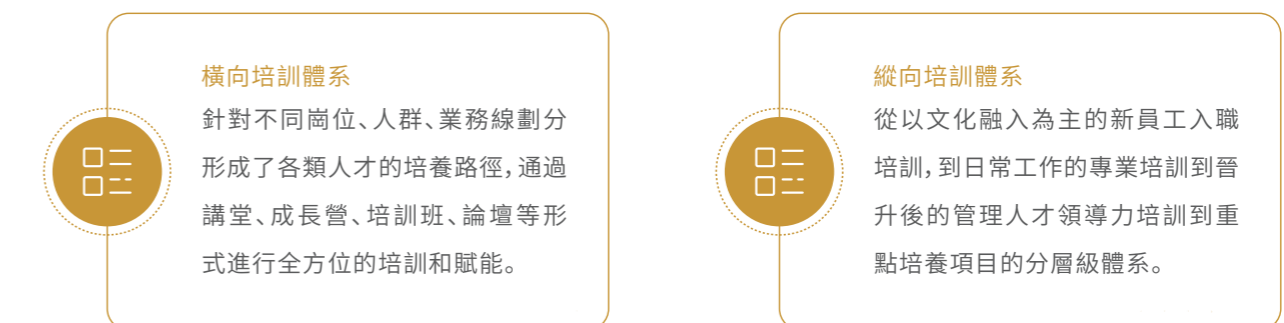 橫向培訓體系
針對不同崗位、人群、業務線劃分
形成了各類人才的培養路徑，通過
講堂、成長營、培訓班、論壇等形
式進行全方位的培訓和賦能。
縱向培訓體系
從以文化融入為主的新員工入職
培訓，到日常工作的專業培訓到晉
升後的管理人才領導力培訓到重
點培養項目的分層級體系。